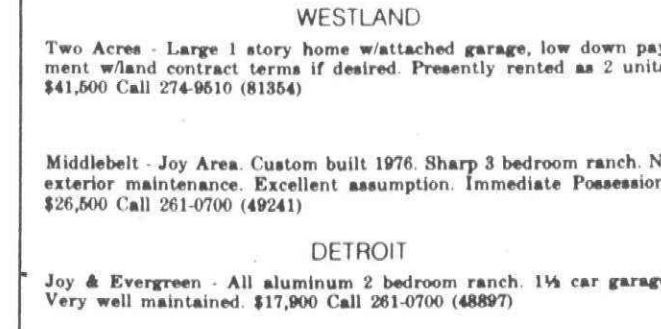 WESTLAND
Two Acres - Large 1 story home w/attached garage, low down pay
ment w/land contract terms if desired. Presently rented as 2 units
$41,500 Call 274-9510 (81354)
Middlebelt - Joy Area. Custom built 1976. Sharp 3 bedroom ranch. N
exterior maintenance. Excellent assumption. Immediate Possession
$26,500 Call 261-0700 (49241)
DETROIT
Joy & Evergreen - All aluminum 2 bedroom ranch. 1½ car garage
Very well maintained. $17,900 Call 261-0700 (48897)